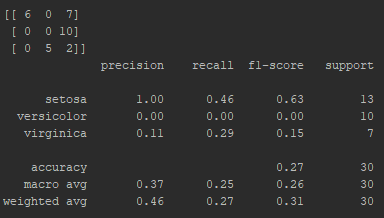 [[ 6 0 7]
[ 0 0 10]
[ 0 5 2]]
precision recall f1-score support
setosa 1.00 0.46 0.63 13
versicolor 0.00 0.00 0.00 10
virginica 0.11 0.29 0.15 7
accuracy 0.27 30
macro avg 0.37 0.25 0.26 30
weighted avg 0.46 0.27 0.31 30